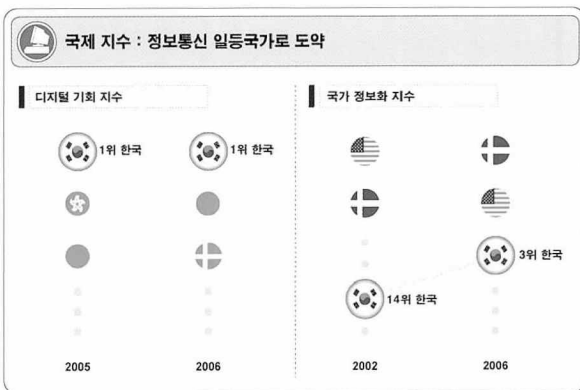 국제 지수 : 정보통신 일등국가로 도약
디지털 기회 지수
1위 한국
1위 한국
2005
2006
국가 정보화 지수
3위 한국
14위 한국
2002
2006